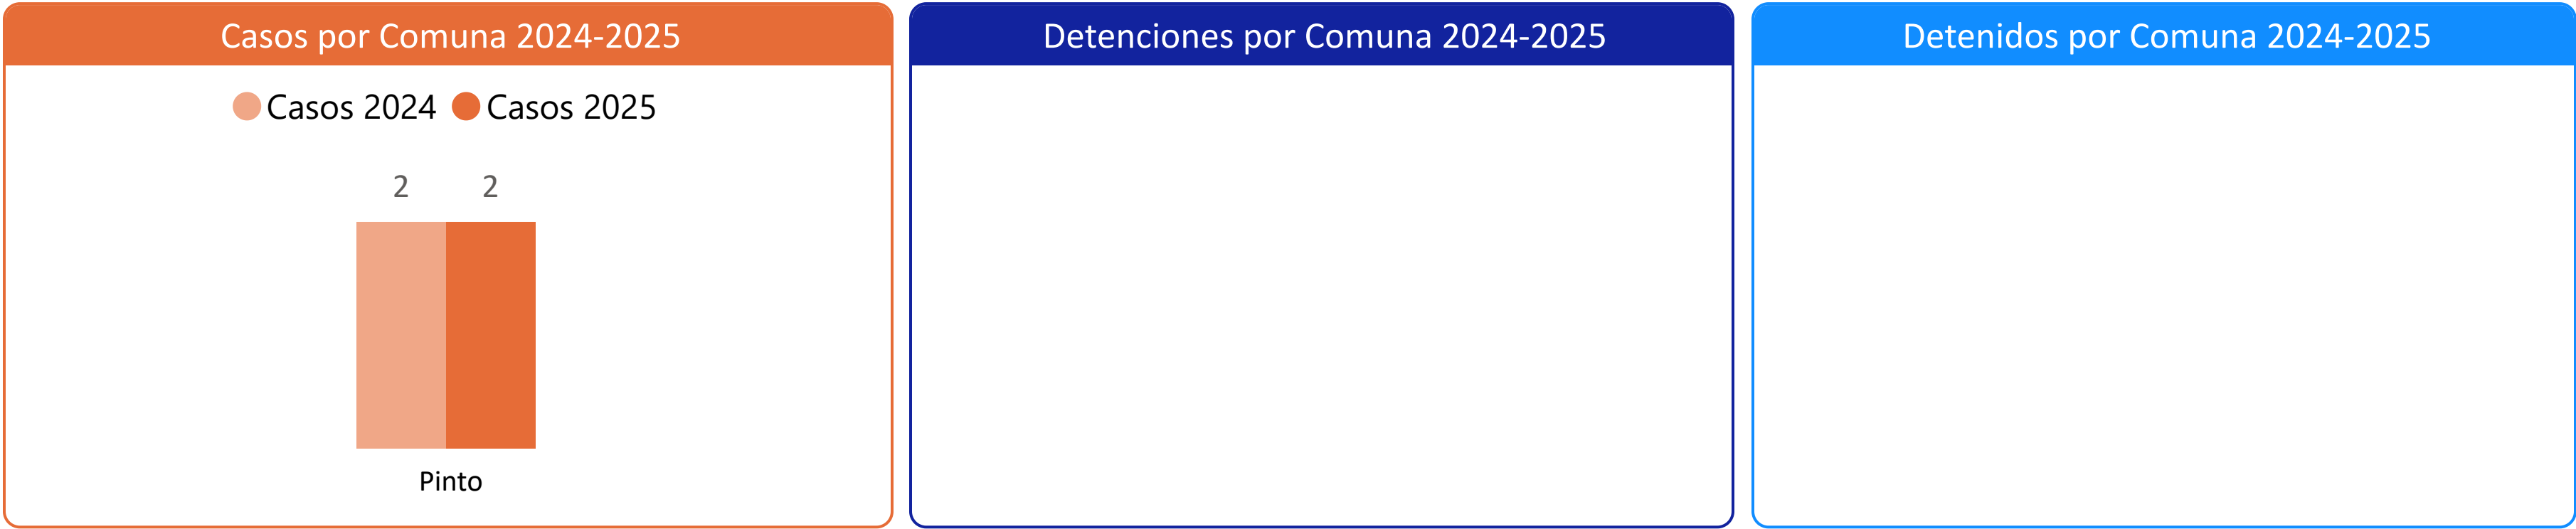 Casos por Comuna 2024-2025
Casos 2024 Casos 2025
2 2
Pinto
Detenciones por Comuna 2024-2025
Detenidos por Comuna 2024-2025